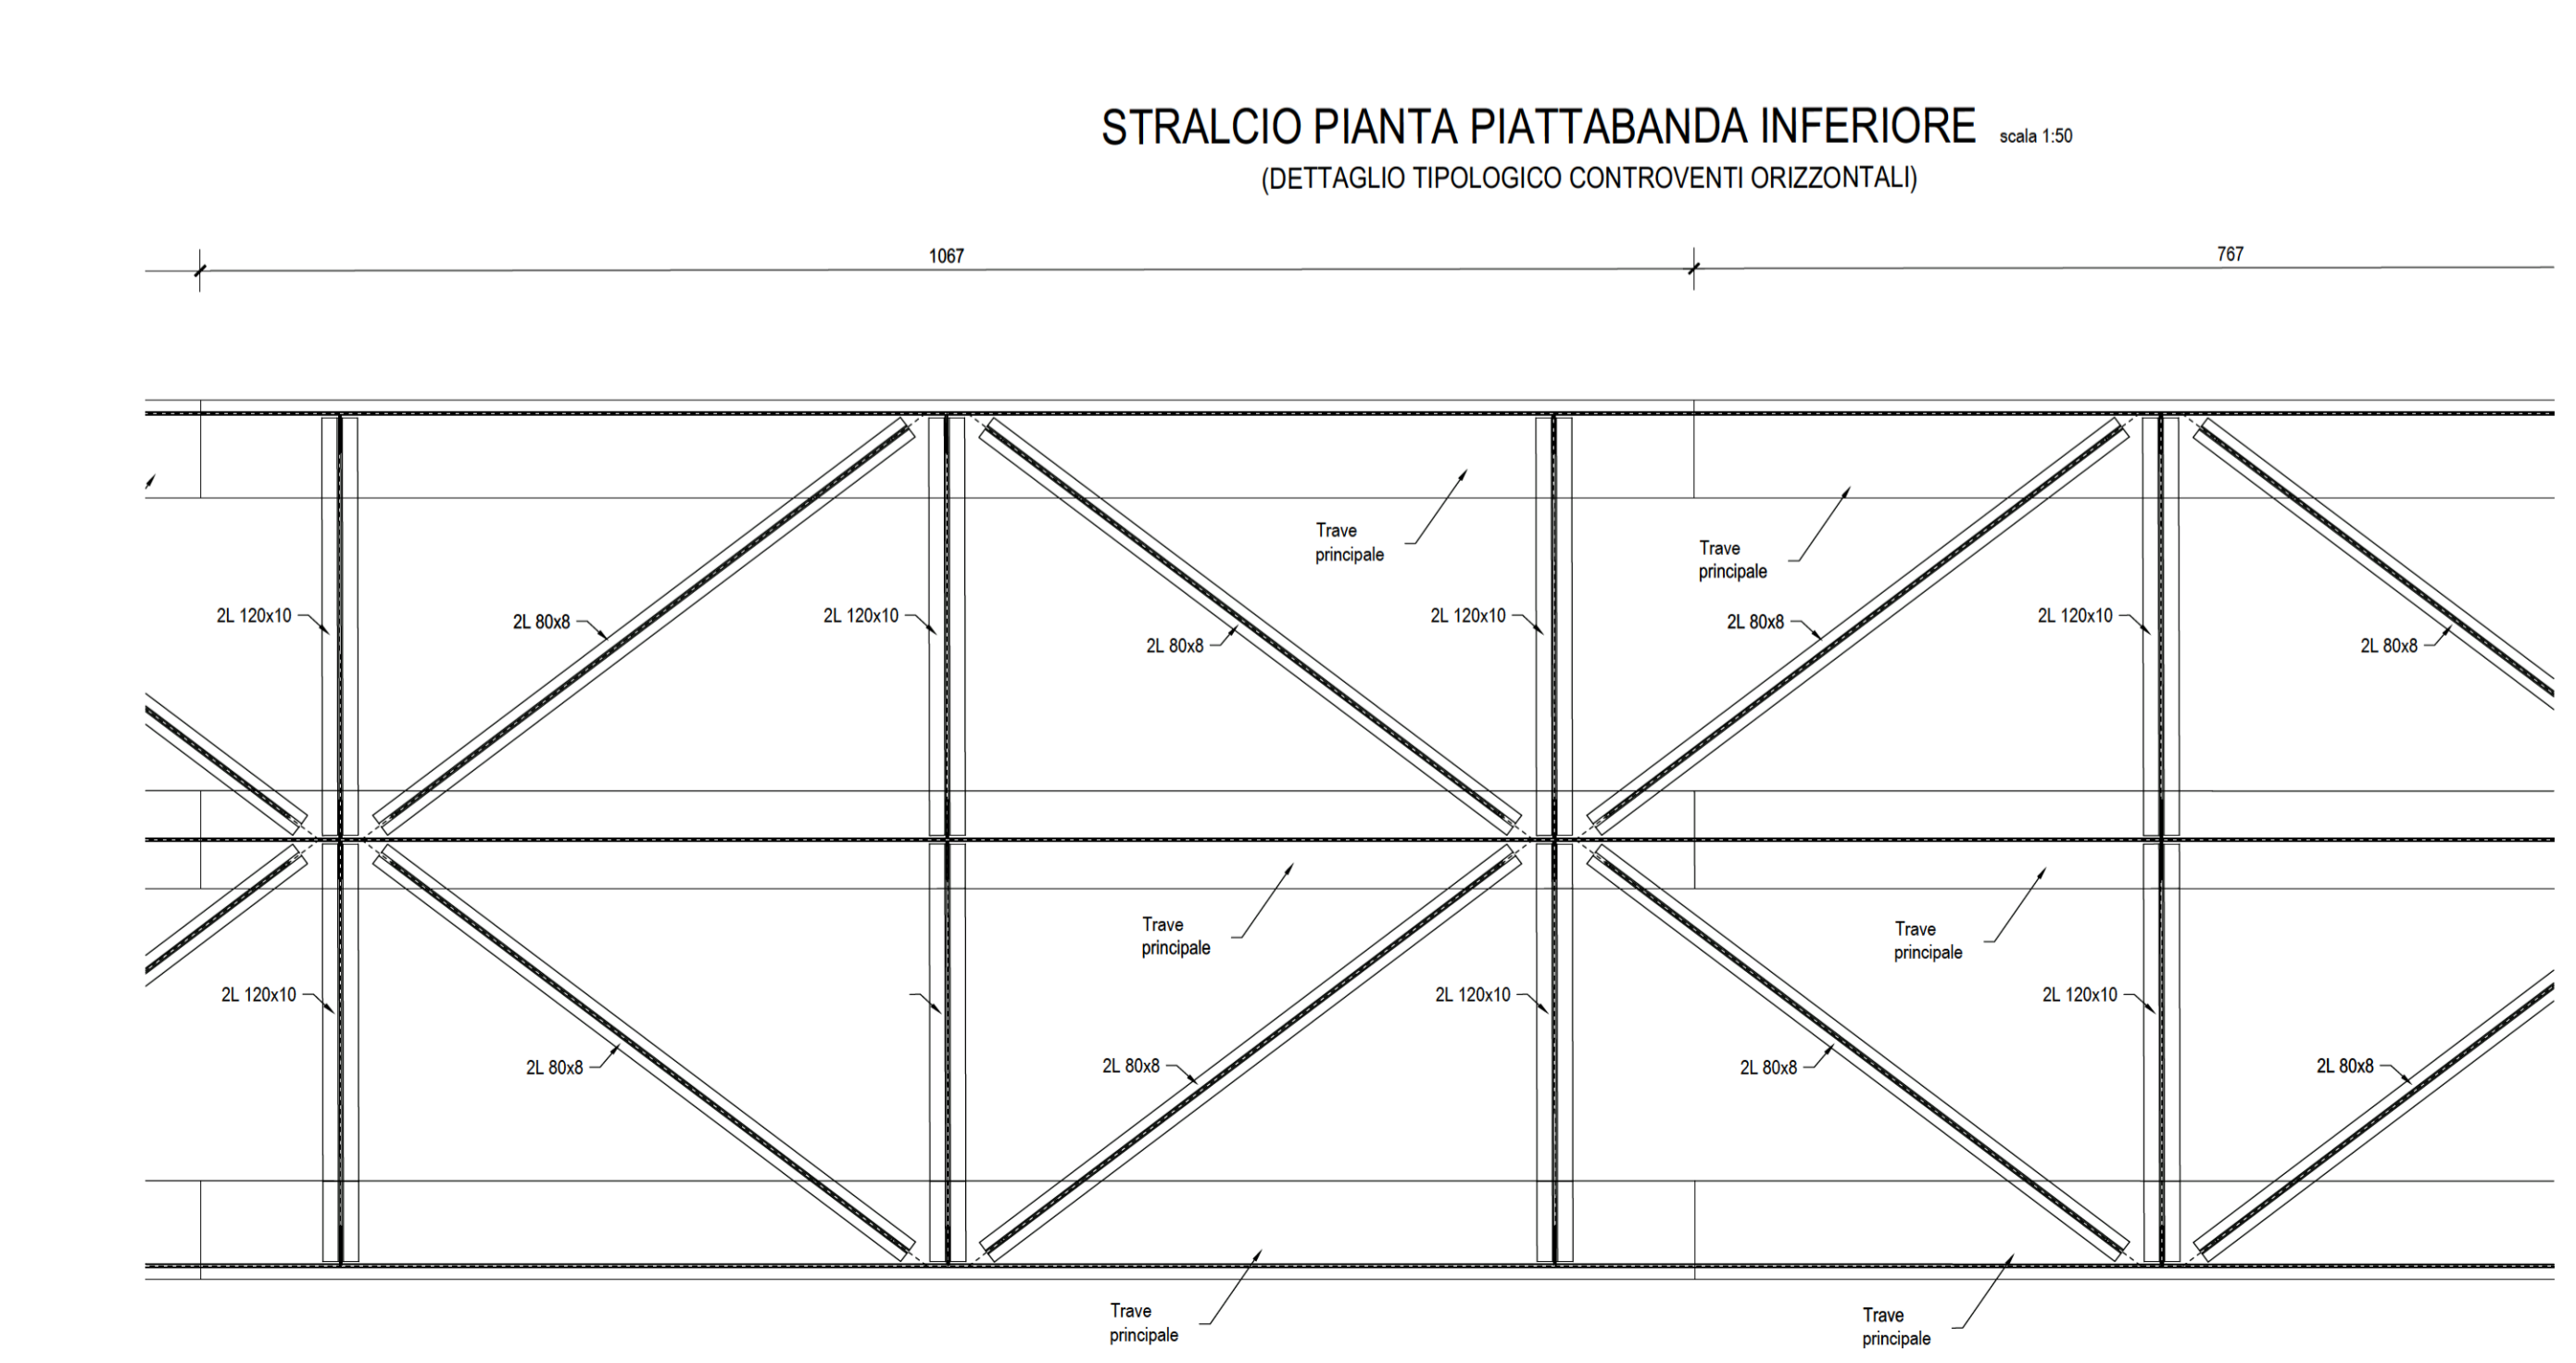 STRALCIO PIANTA PIATTABANDA INFERIORE scala 1:50
(DETTAGLIO TIPOLOGICO CONTROVENTI ORIZZONTALI)
1067
767
Trave
principale
Trave
principale
2L 120x10
2L 80x8
2L 120x10
2L 80x8
2L 120x10
2L 80x8
2L 120x10
2L 80x8
Trave
principale
Trave
principale
2L 120x10
2L 80x8
2L 80x8
2L 120x10
2L 80x8
2L 120x10
2L 80x8
Trave
principale
Trave
principale